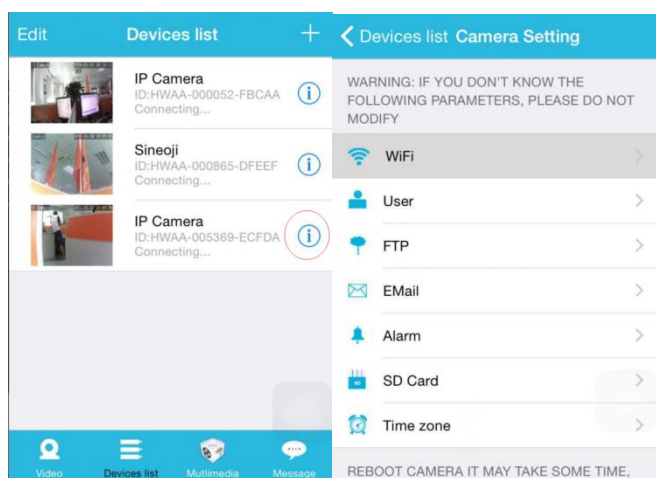 Edit Devices list +
IP Camera
ID:HWAA-000052-FBCAA
Connecting...
Sineoji
ID:HWAA-000865-DFEEF
Connecting...
IP Camera
ID:HWAA-005369-ECFDA
Connecting...
Video Devices list Mutlimedia Message
Devices list Camera Setting
WARNING: IF YOU DON'T KNOW THE
FOLLOWING PARAMETERS, PLEASE DO NOT
MODIFY
WiFi
User
FTP
EMail
Alarm
SD Card
Time zone
REBOOT CAMERA IT MAY TAKE SOME TIME,